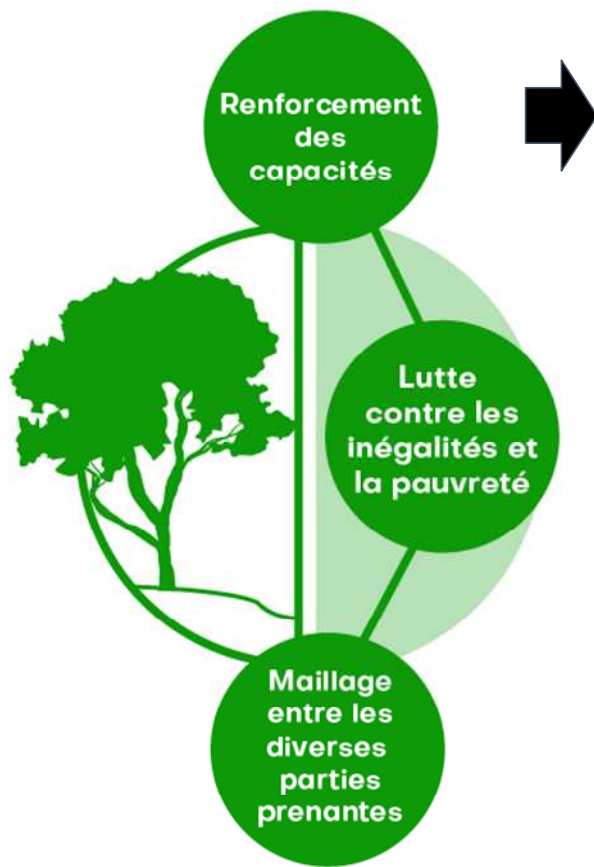 Renforcement
des
capacités
Lutte
contre les
inégalités et
la pauvreté
Maillage
entre les
diverses
parties
prenantes